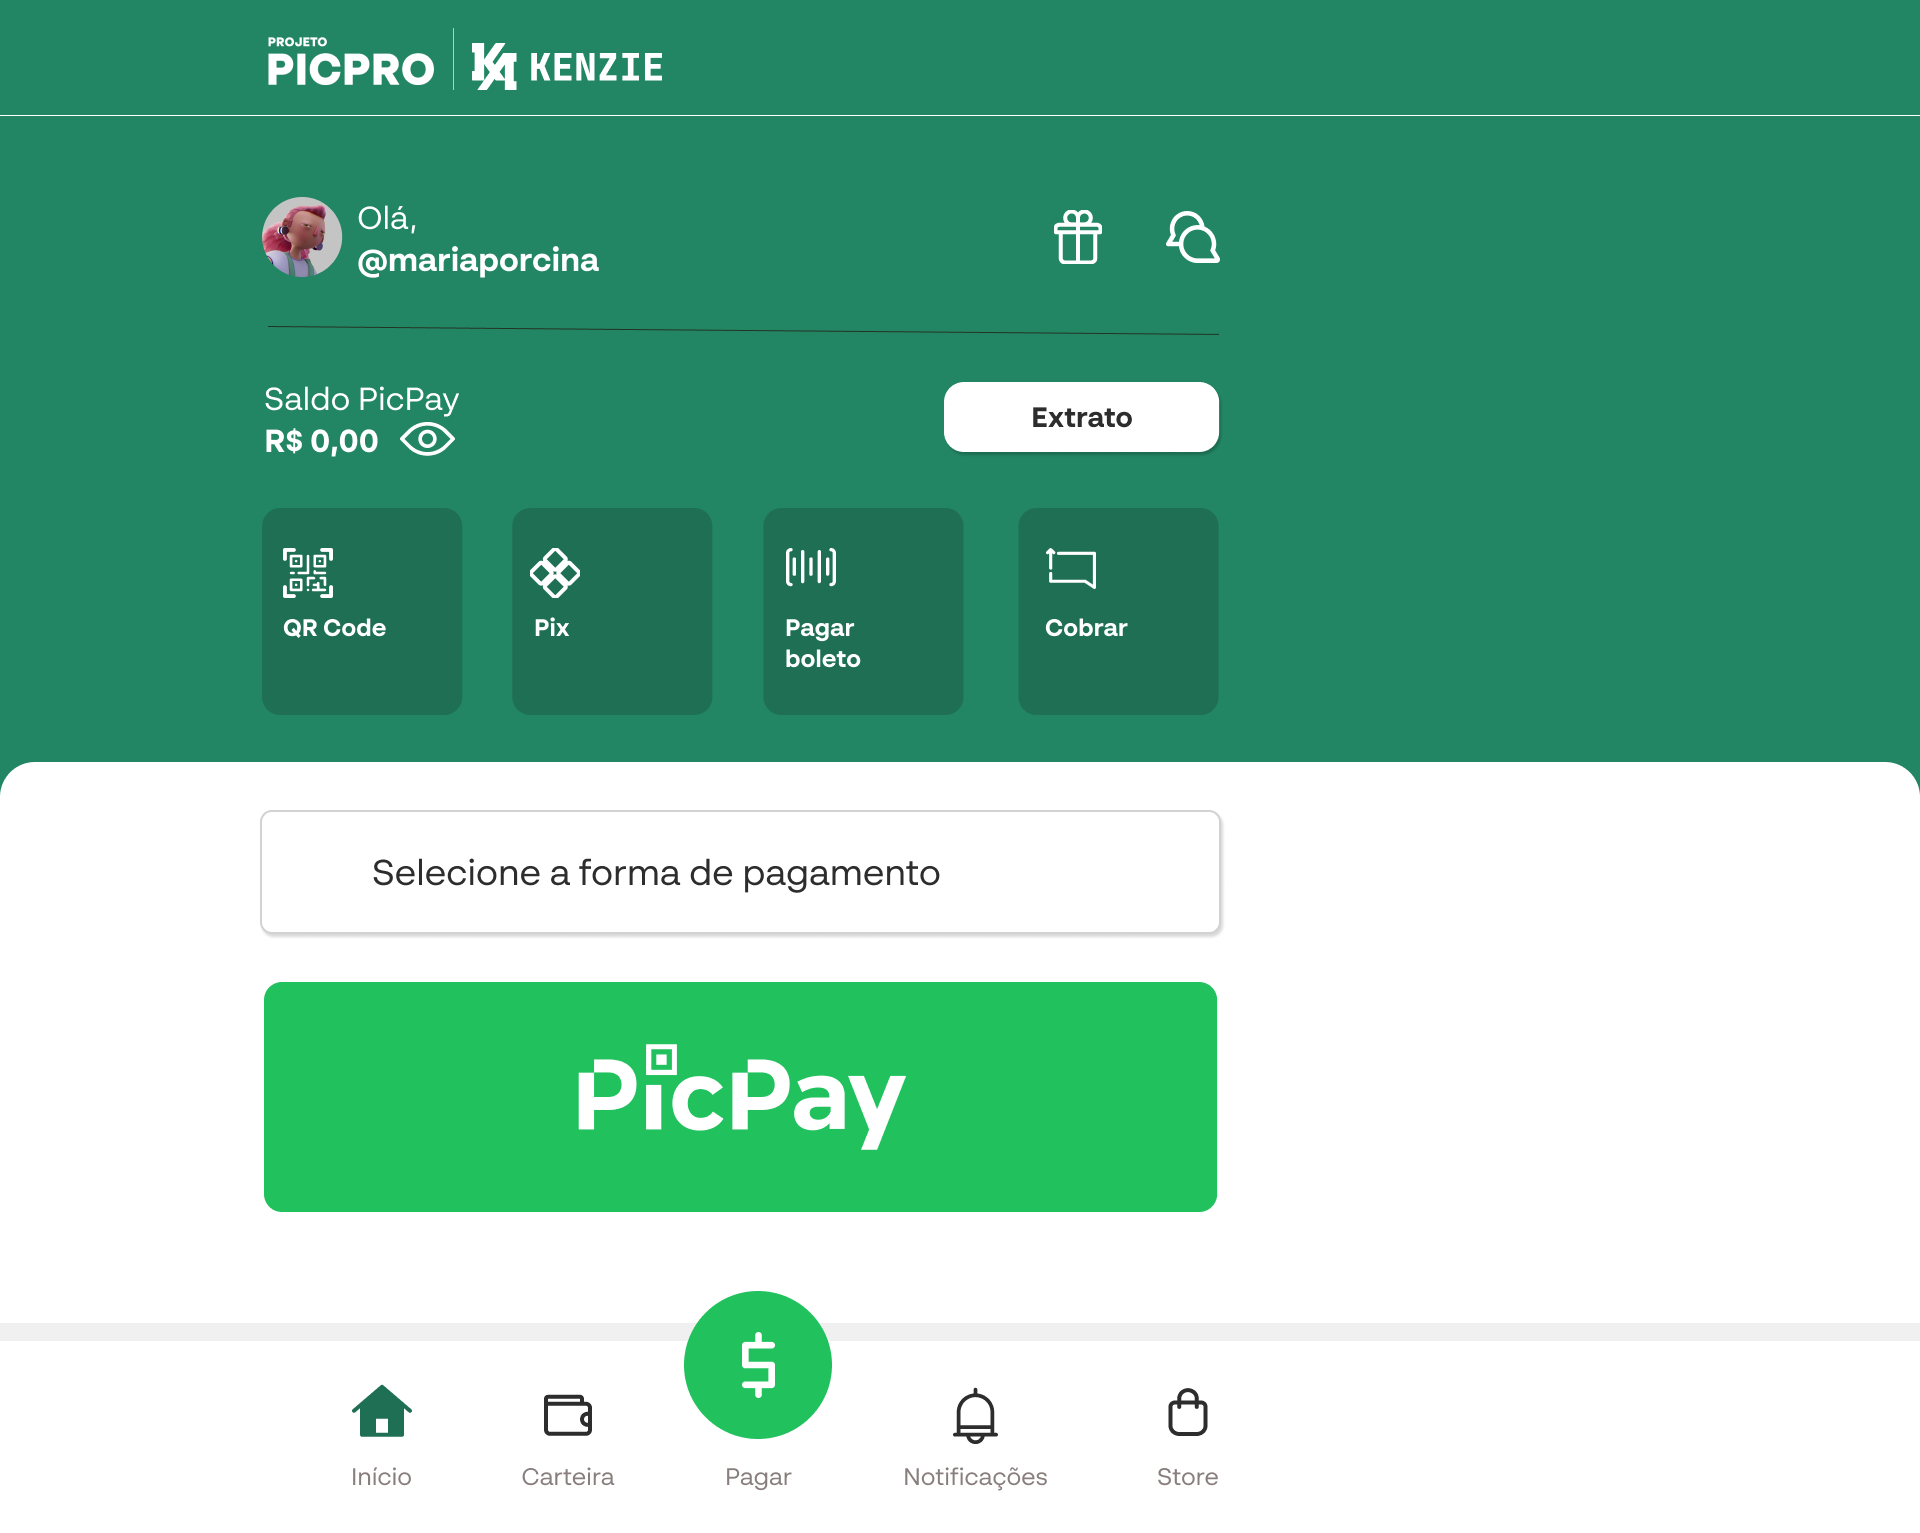 PROJETO
PICPRO
KENZIE
Olá,
@mariaporcina
Saldo PicPay
R$ 0,00
Extrato
QR Code
Pix
Pagar
boleto
Cobrar
Selecione a forma de pagamento
PicPay
Início
Carteira
Pagar
Notificações
Store